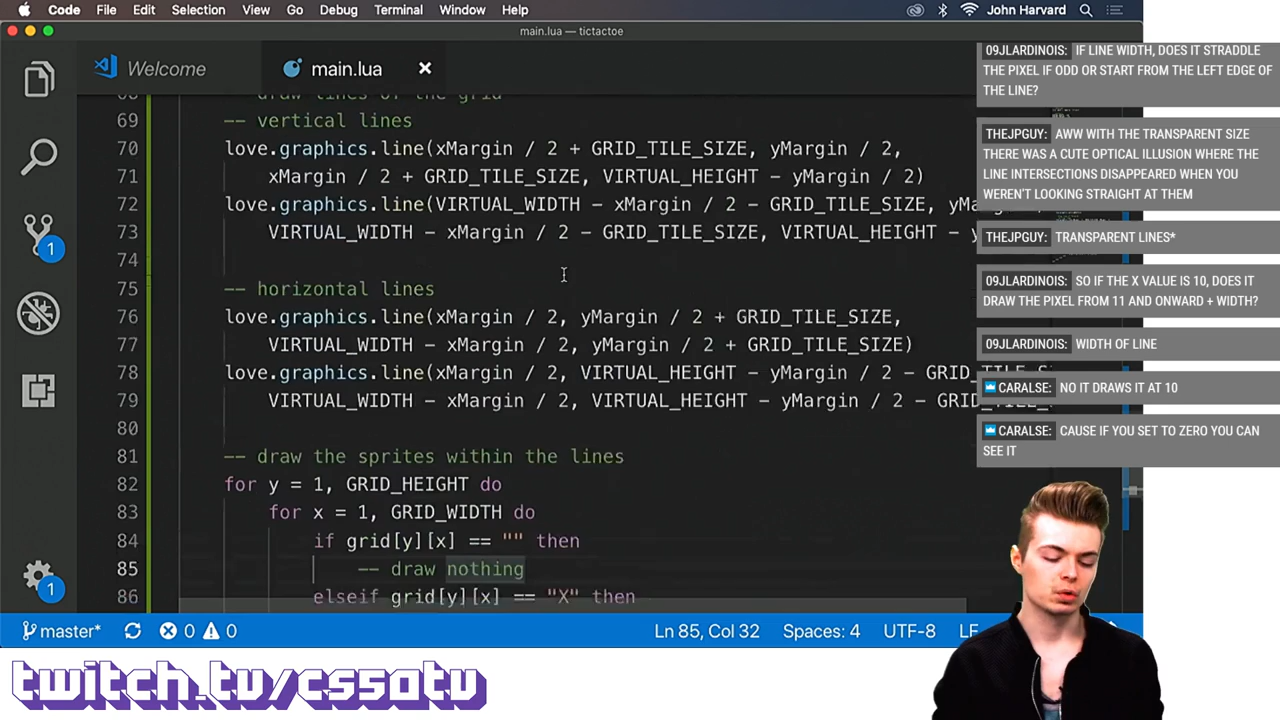 Code File Edit Selection View Go Debug Terminal Window Help John Harvard
main.lua — tictactoe
Welcome main.lua
69 -- vertical lines
70 love.graphics.line(xMargin / 2 + GRID_TILE_SIZE, yMargin / 2,
71 xMargin / 2 + GRID_TILE_SIZE, VIRTUAL_HEIGHT - yMargin / 2)
72 love.graphics.line(VIRTUAL_WIDTH - xMargin / 2 - GRID_TILE_SIZE,
73 VIRTUAL_WIDTH - xMargin / 2 - GRID_TILE_SIZE, VIRTUAL_HEIGHT -
74
75 -- horizontal lines
76 love.graphics.line(xMargin / 2, yMargin / 2 + GRID_TILE_SIZE,
77 VIRTUAL_WIDTH - xMargin / 2, yMargin / 2 + GRID_TILE_SIZE)
78 love.graphics.line(xMargin / 2, VIRTUAL_HEIGHT - yMargin / 2 -
79 VIRTUAL_WIDTH - xMargin / 2, VIRTUAL_HEIGHT - yMargin / 2 -
80
81 -- draw the sprites within the lines
82 for y = 1, GRID_HEIGHT do
83 for x = 1, GRID_WIDTH do
84 if grid[y][x] == "" then
85 -- draw nothing
86 elseif grid[y][x] == "X" then
1
1
master* 0 0 Ln 85, Col 32 Spaces: 4 UTF-8 LF
09JLARDINOIS: IF LINE WIDTH, DOES IT STRADDLE
THE PIXEL IF ODD OR START FROM THE LEFT EDGE OF
THE LINE?
THEJPGUY: AWW WITH THE TRANSPARENT SIZE
THERE WAS A CUTE OPTICAL ILLUSION WHERE THE
LINE INTERSECTIONS DISAPPEARED WHEN YOU
WEREN'T LOOKING STRAIGHT AT THEM
THEJPGUY: TRANSPARENT LINES*
09JLARDINOIS: SO IF THE X VALUE IS 10, DOES IT
DRAW THE PIXEL FROM 11 AND ONWARD + WIDTH?
09JLARDINOIS: WIDTH OF LINE
CARALSE: NO IT DRAWS IT AT 10
CARALSE: CAUSE IF YOU SET TO ZERO YOU CAN
SEE IT
twitch.tv/cs50tv